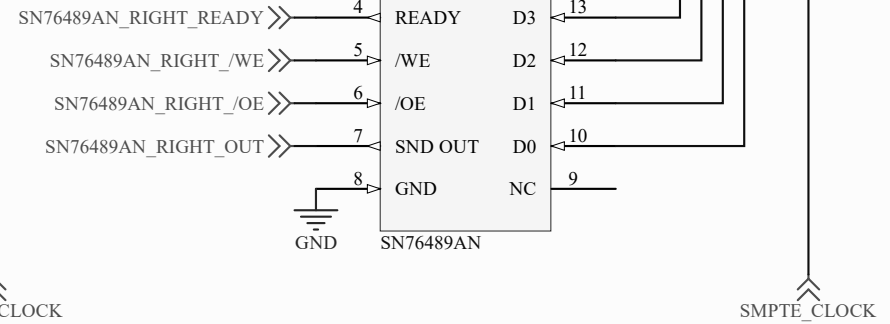 SN76489AN_RIGHT_READY 4 READY D3 13
SN76489AN_RIGHT_/WE 5 /WE D2 12
SN76489AN_RIGHT_/OE 6 /OE D1 11
SN76489AN_RIGHT_OUT 7 SND OUT D0 10
8 GND NC 9
GND SN76489AN
CLOCK SMPTE_CLOCK